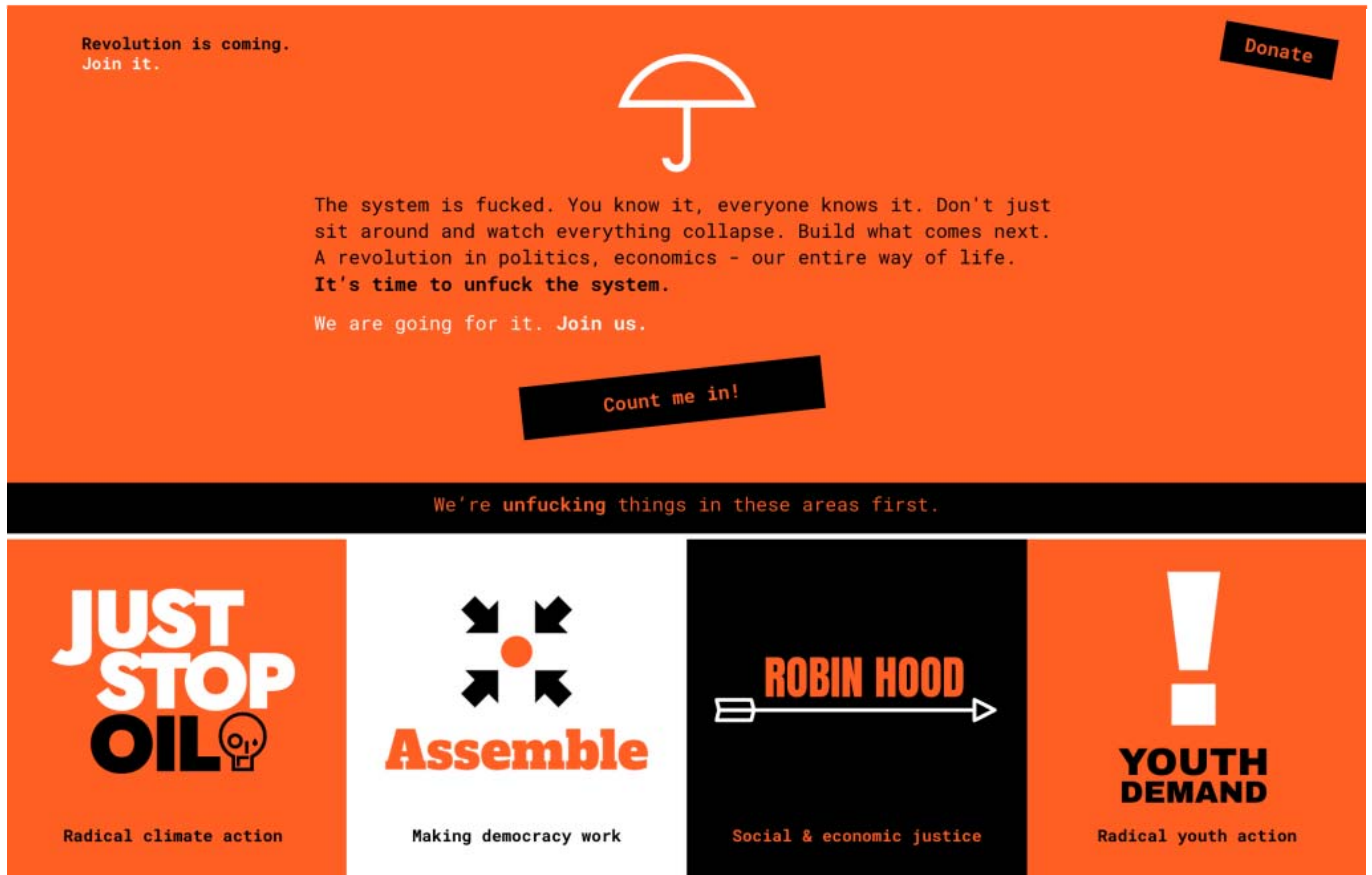 Revolution is coming.
Join it.
Donate
The system is fucked. You know it, everyone knows it. Don't just
sit around and watch everything collapse. Build what comes next.
A revolution in politics, economics - our entire way of life.
It’s time to unfuck the system.
We are going for it. Join us.
Count me in!
We’re unfucking things in these areas first.
JUST
STOP
OIL
Radical climate action
Assemble
Making democracy work
ROBIN HOOD
Social & economic justice
!
YOUTH
DEMAND
Radical youth action